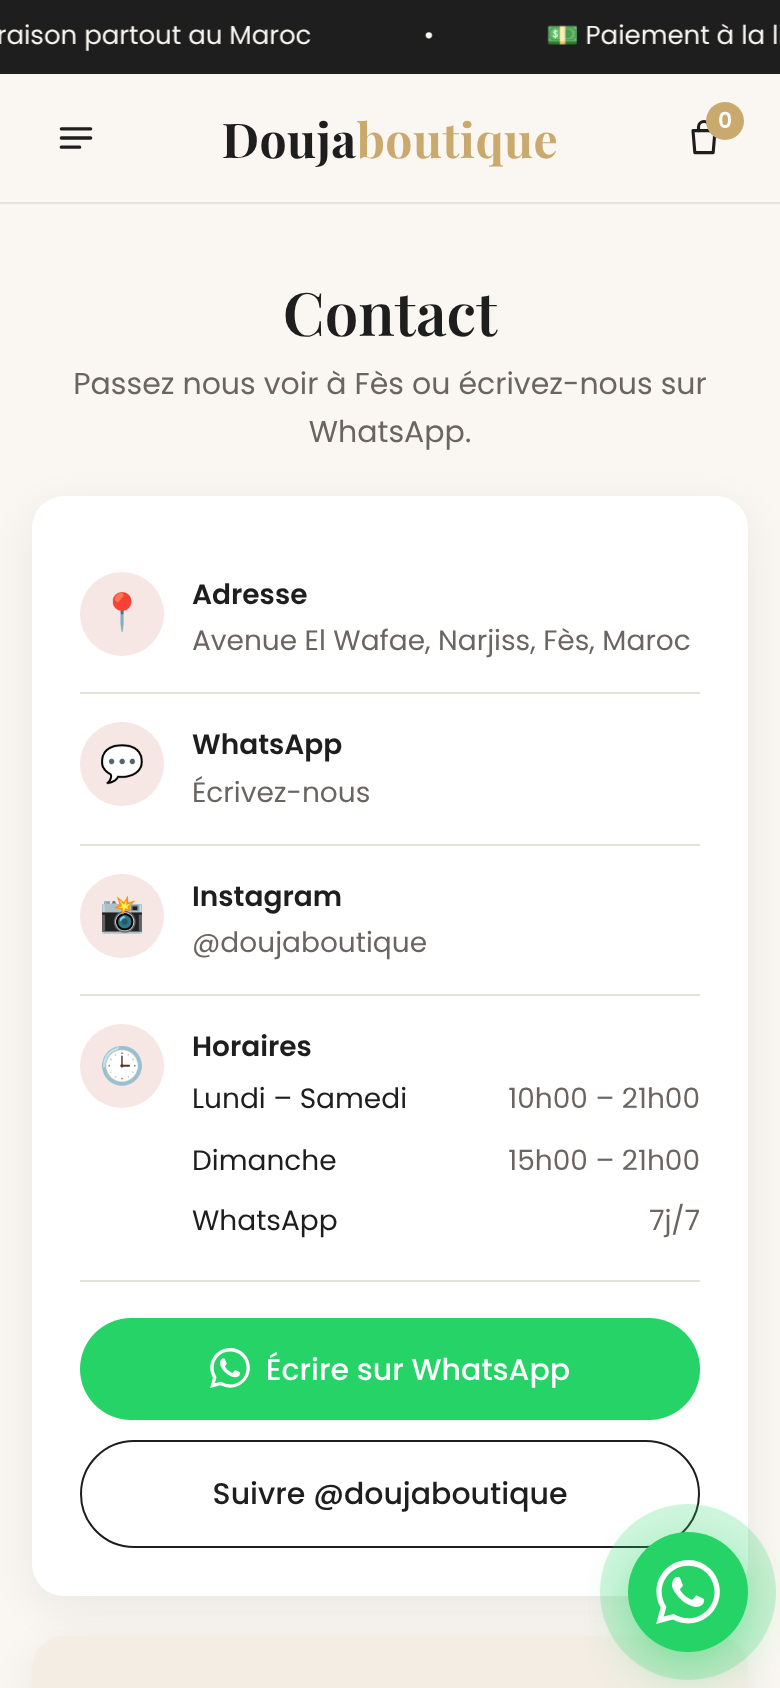 raison partout au Maroc • 💵 Paiement à la l
Doujaboutique
0
Contact
Passez nous voir à Fès ou écrivez-nous sur
WhatsApp.
Adresse
Avenue El Wafae, Narjiss, Fès, Maroc
WhatsApp
Écrivez-nous
Instagram
@doujaboutique
Horaires
Lundi – Samedi 10h00 – 21h00
Dimanche 15h00 – 21h00
WhatsApp 7j/7
Écrire sur WhatsApp
Suivre @doujaboutique